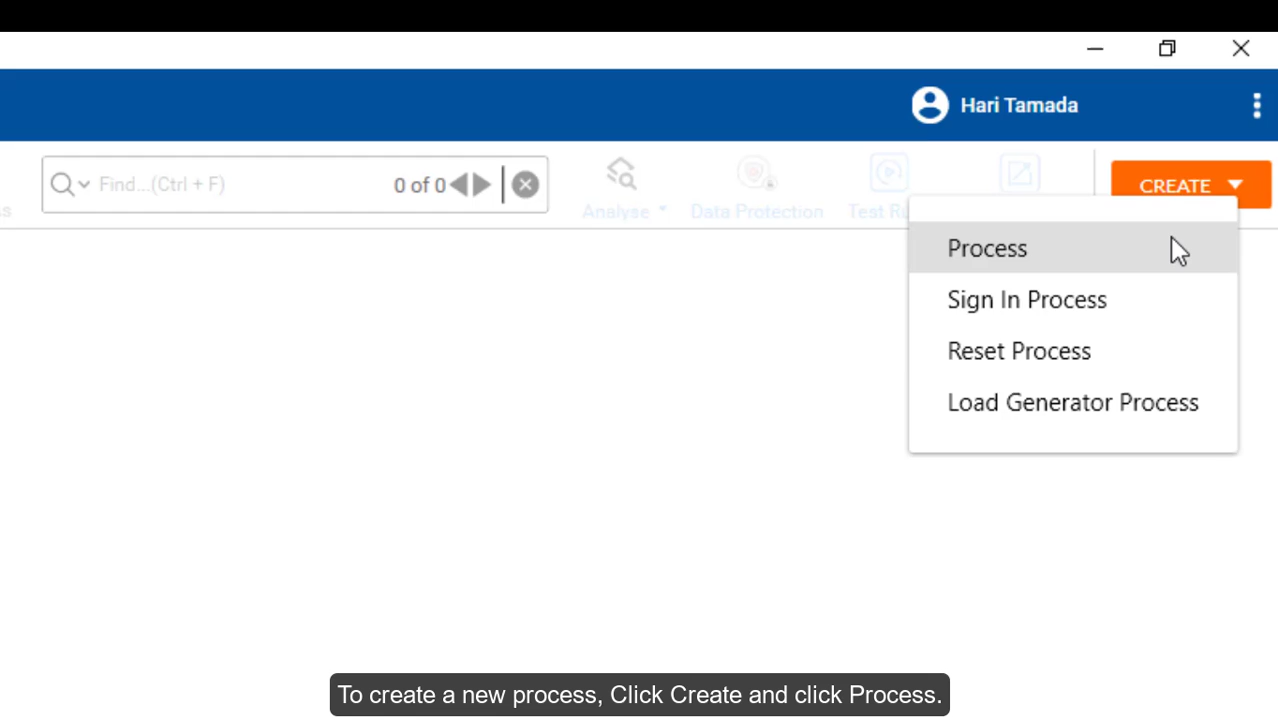 Hari Tamada
Find...(Ctrl + F)
0 of 0
CREATE
Analyse
Data Protection
Process
Sign In Process
Reset Process
Load Generator Process
To create a new process, Click Create and click Process.